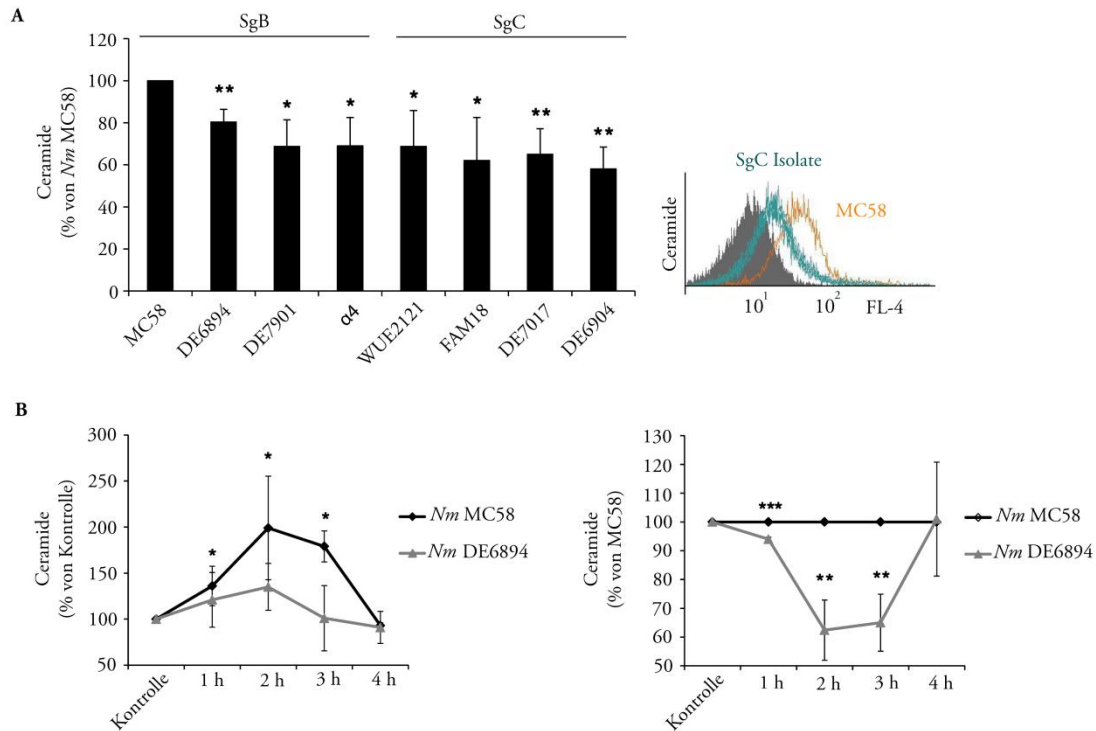 A
SgB
SgC
Ceramide
(% von Nm MC58)
120
100
80
60
40
20
0
** * * * * ** **
MC58
DE6894
DE7901
α4
WUE2121
FAM18
DE7017
DE6904
SgC Isolate
MC58
Ceramide
10¹ 10² FL-4
B
Ceramide
(% von Kontrolle)
300
250
200
150
100
50
* * *
Kontrolle 1 h 2 h 3 h 4 h
Nm MC58
Nm DE6894
Ceramide
(% von MC58)
130
120
110
100
90
80
70
60
50
*** ** **
Kontrolle 1 h 2 h 3 h 4 h
Nm MC58
Nm DE6894